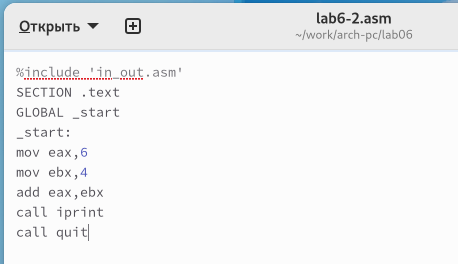 Открыть
lab6-2.asm
~/work/arch-pc/lab06
%include 'in_out.asm'
SECTION .text
GLOBAL _start
_start:
mov eax,6
mov ebx,4
add eax,ebx
call iprint
call quit